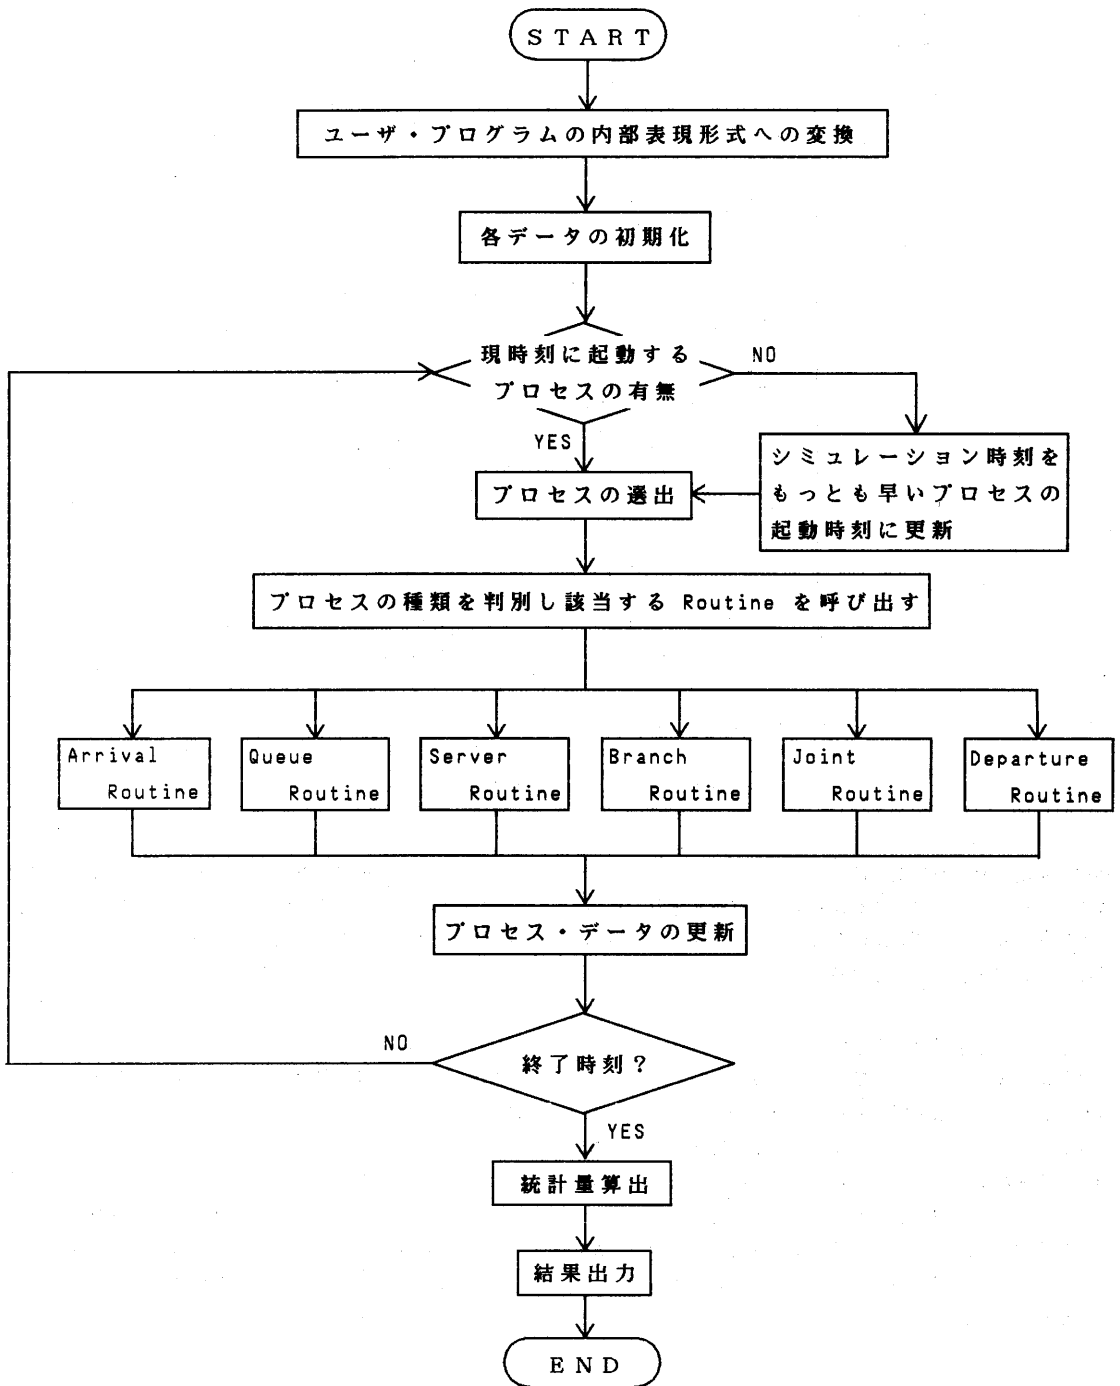 START
ユーザ・プログラムの内部表現形式への変換
各データの初期化
現時刻に起動する
プロセスの有無
NO
YES
シミュレーション時刻を
もっとも早いプロセスの
起動時刻に更新
プロセスの選出
プロセスの種類を判別し該当する Routine を呼び出す
Arrival
Routine
Queue
Routine
Server
Routine
Branch
Routine
Joint
Routine
Departure
Routine
プロセス・データの更新
NO
終了時刻?
YES
統計量算出
結果出力
END